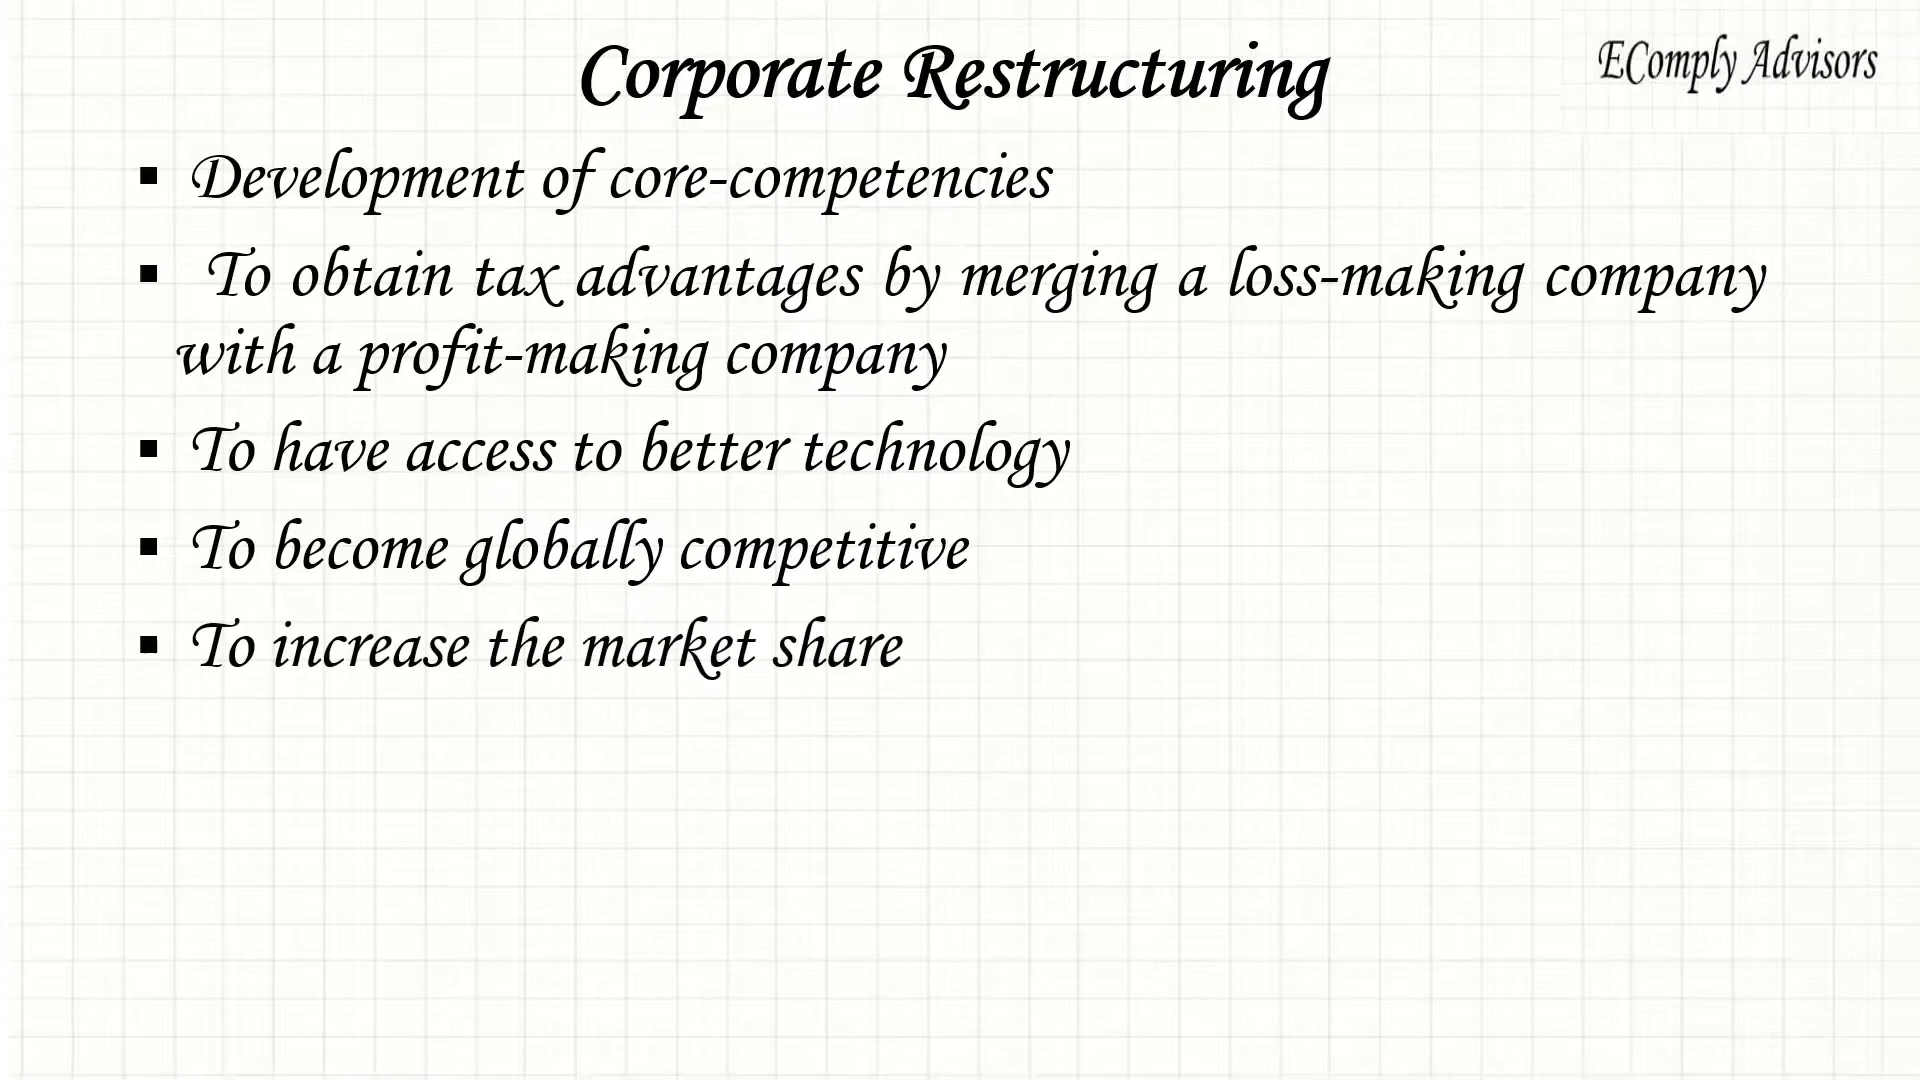 Corporate Restructuring
EComply Advisors
▪ Development of core-competencies
▪ To obtain tax advantages by merging a loss-making company
with a profit-making company
▪ To have access to better technology
▪ To become globally competitive
▪ To increase the market share